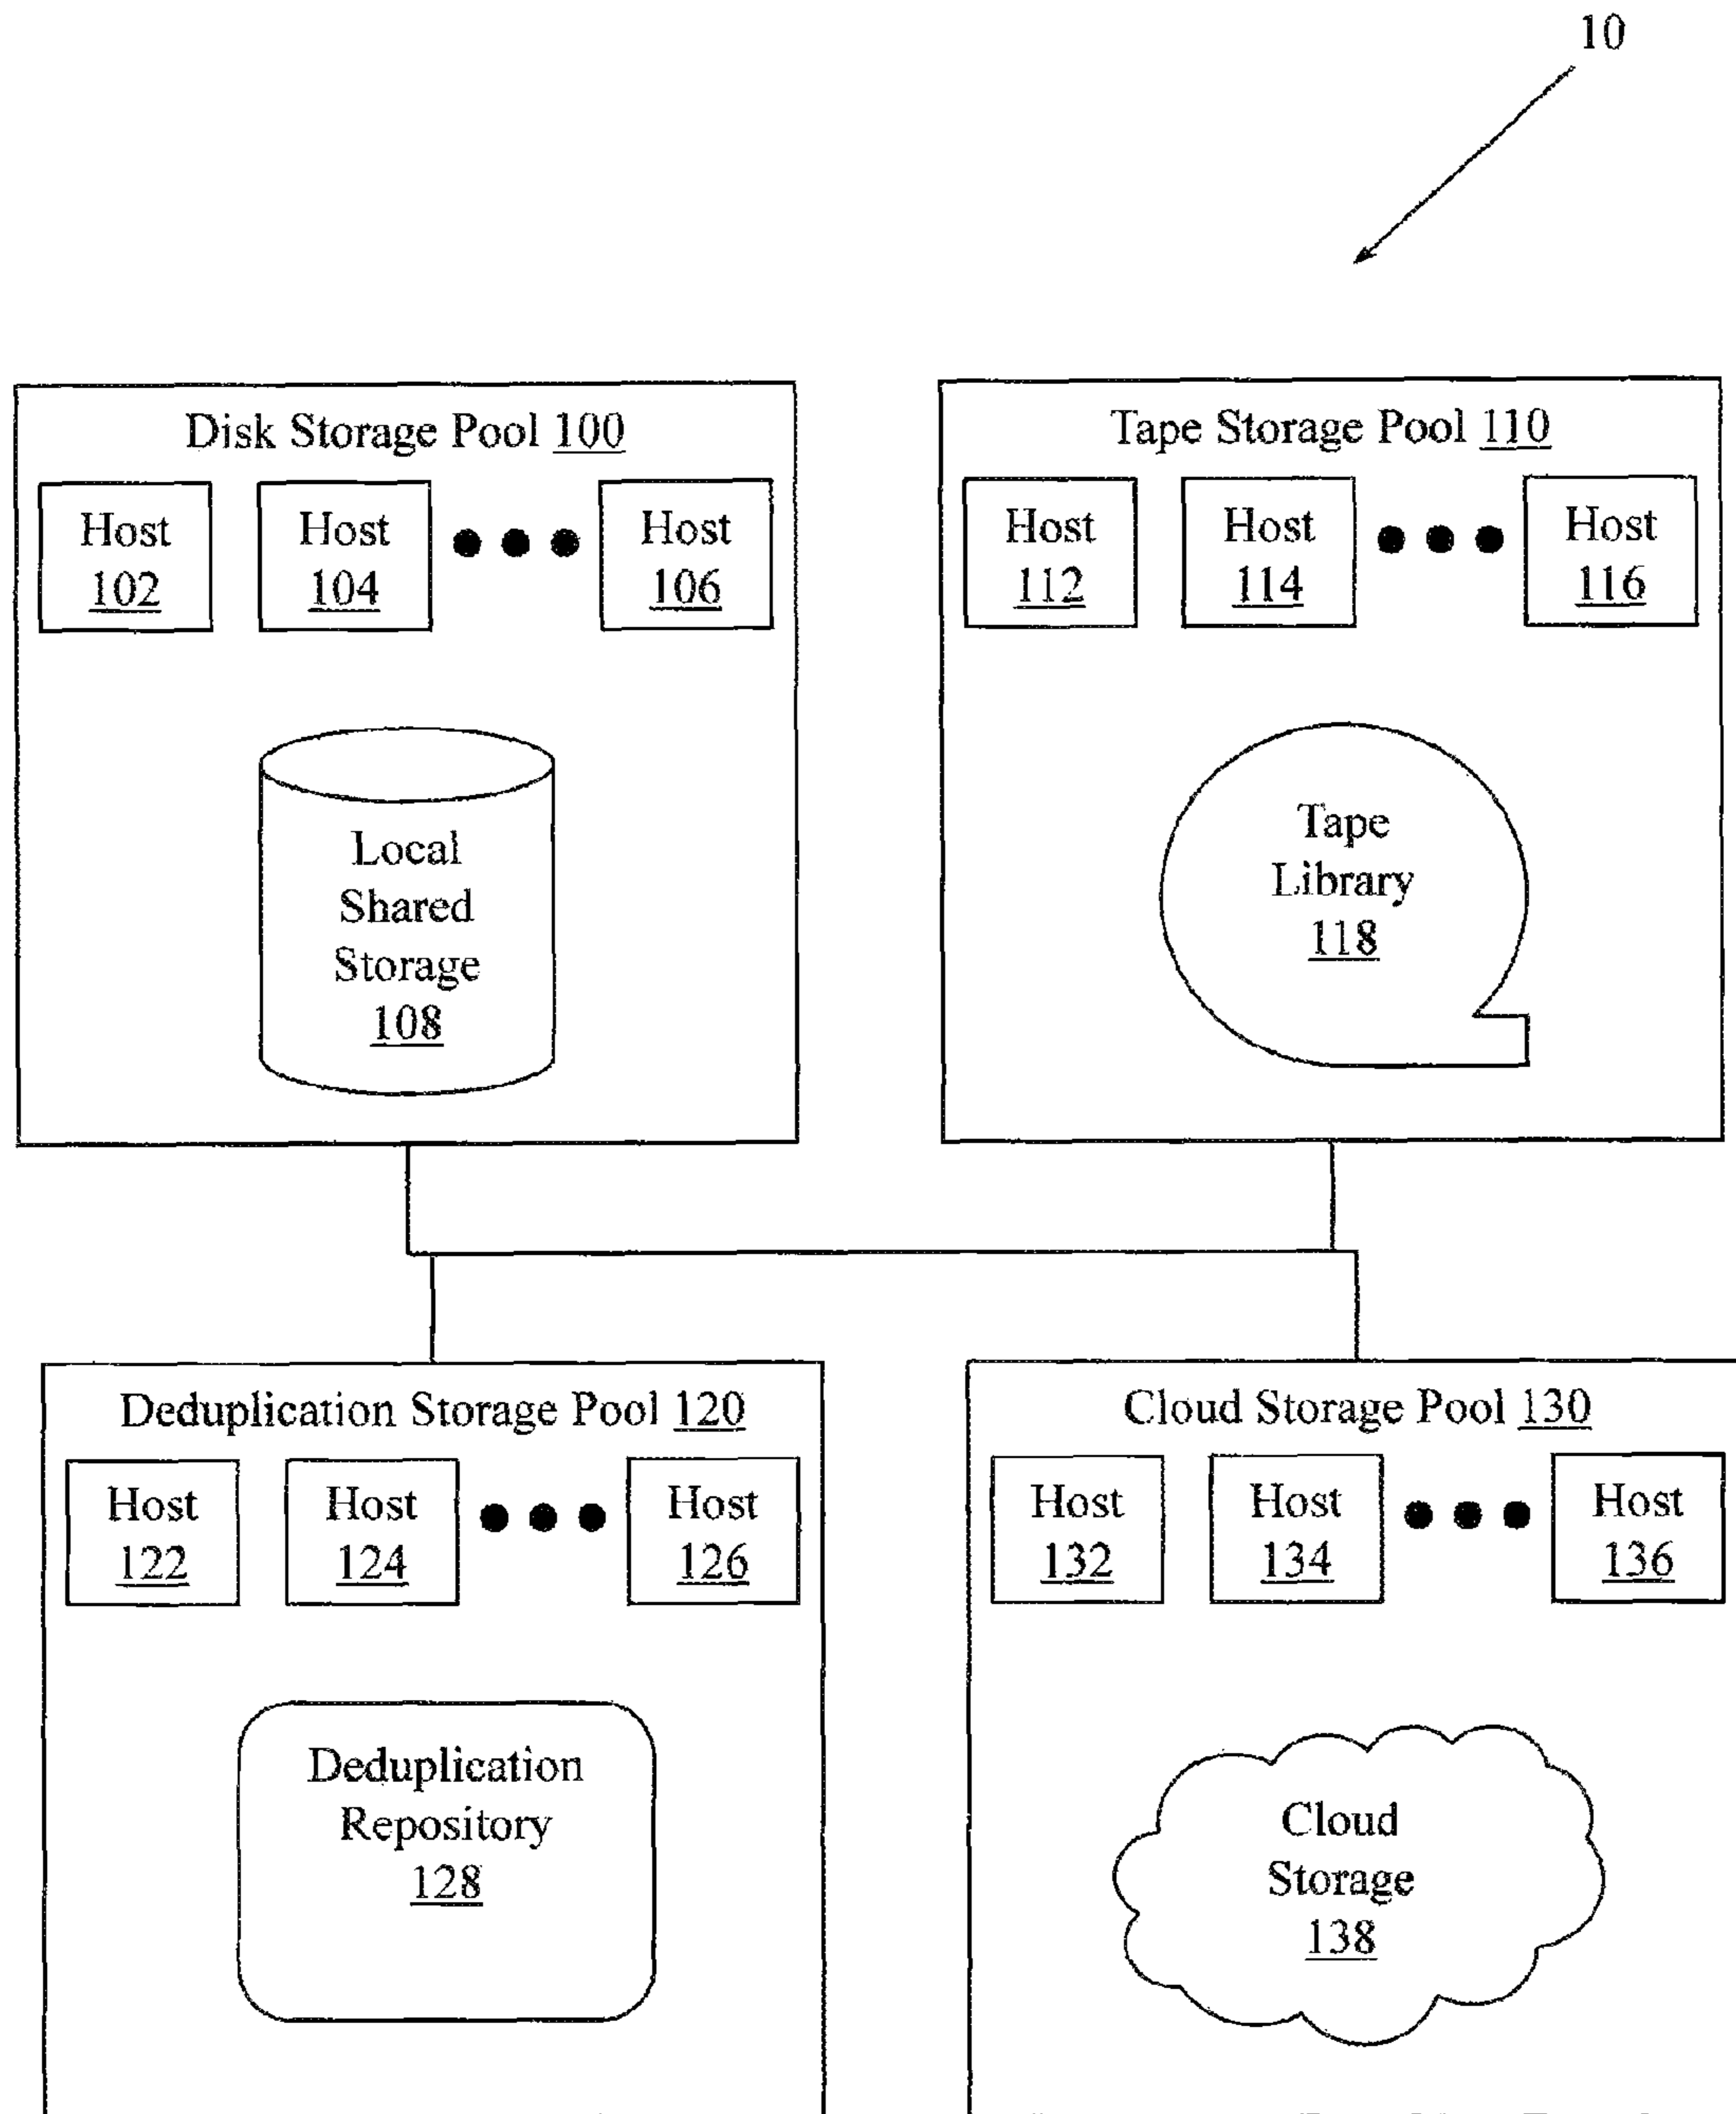 10
Disk Storage Pool 100
Host
102
Host
104
Host
106
Local
Shared
Storage
108
Tape Storage Pool 110
Host
112
Host
114
Host
116
Tape
Library
118
Deduplication Storage Pool 120
Host
122
Host
124
Host
126
Deduplication
Repository
128
Cloud Storage Pool 130
Host
132
Host
134
Host
136
Cloud
Storage
138